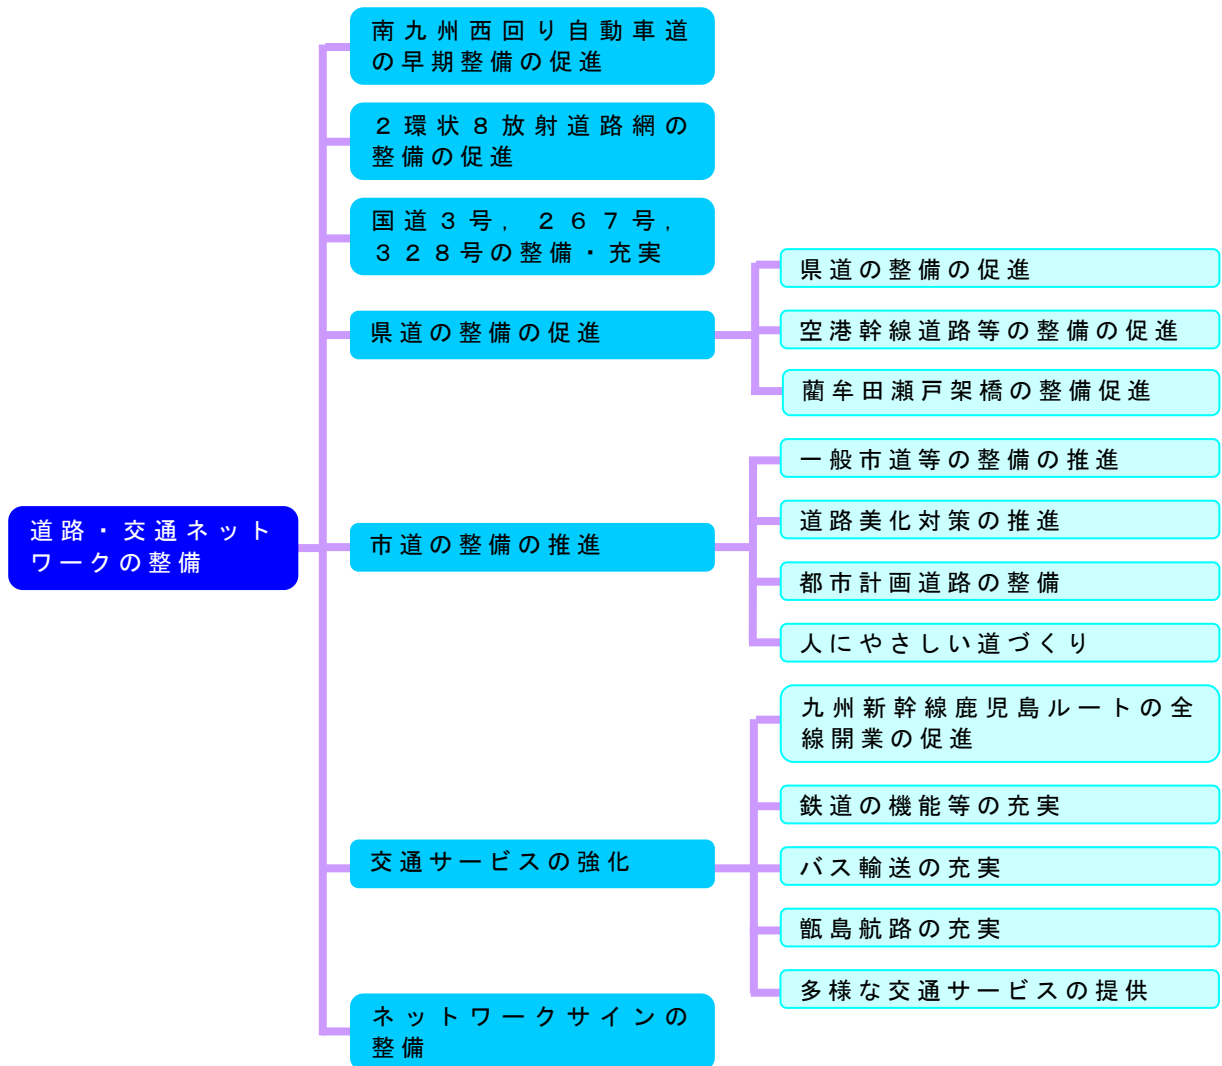 道路・交通ネット
ワークの整備
南九州西回り自動車道
の早期整備の促進
２環状８放射道路網の
整備の促進
国道３号，２６７号，
３２８号の整備・充実
県道の整備の促進
県道の整備の促進
空港幹線道路等の整備の促進
藺牟田瀬戸架橋の整備促進
市道の整備の推進
一般市道等の整備の推進
道路美化対策の推進
都市計画道路の整備
人にやさしい道づくり
交通サービスの強化
九州新幹線鹿児島ルートの全
線開業の促進
鉄道の機能等の充実
バス輸送の充実
甑島航路の充実
多様な交通サービスの提供
ネットワークサインの
整備